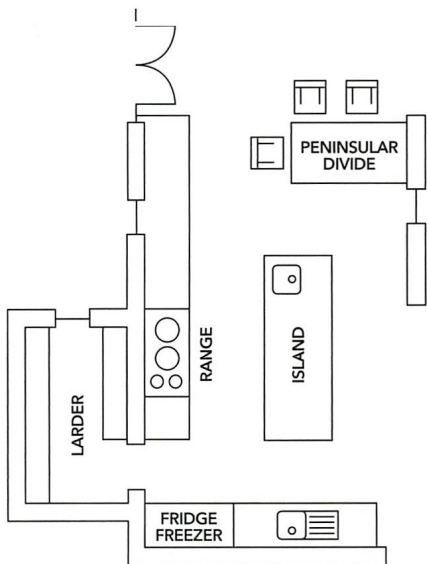 PENINSULAR
DIVIDE
RANGE
ISLAND
LARDER
FRIDGE
FREEZER